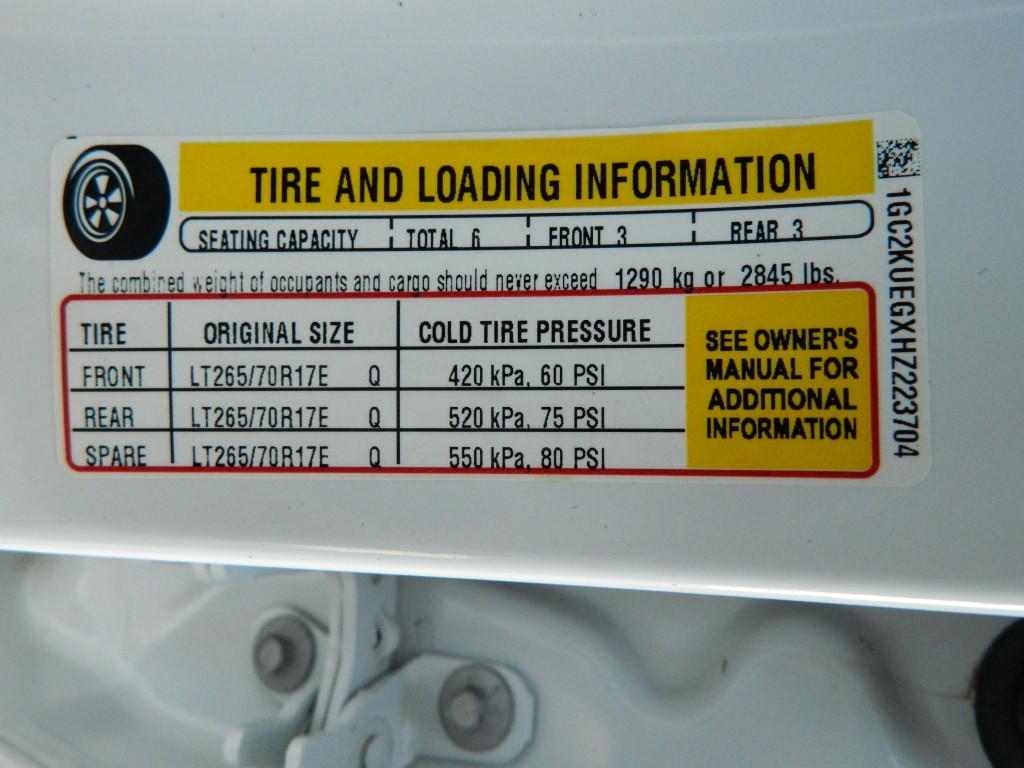 TIRE AND LOADING INFORMATION
SEATING CAPACITY TOTAL 6 FRONT 3 REAR 3
The combined weight of occupants and cargo should never exceed 1290 kg or 2845 lbs.
TIRE ORIGINAL SIZE COLD TIRE PRESSURE
FRONT LT265/70R17E Q 420 kPa, 60 PSI
REAR LT265/70R17E Q 520 kPa, 75 PSI
SPARE LT265/70R17E Q 550 kPa, 80 PSI
SEE OWNER'S
MANUAL FOR
ADDITIONAL
INFORMATION
1GC2KUEGXHZ223704